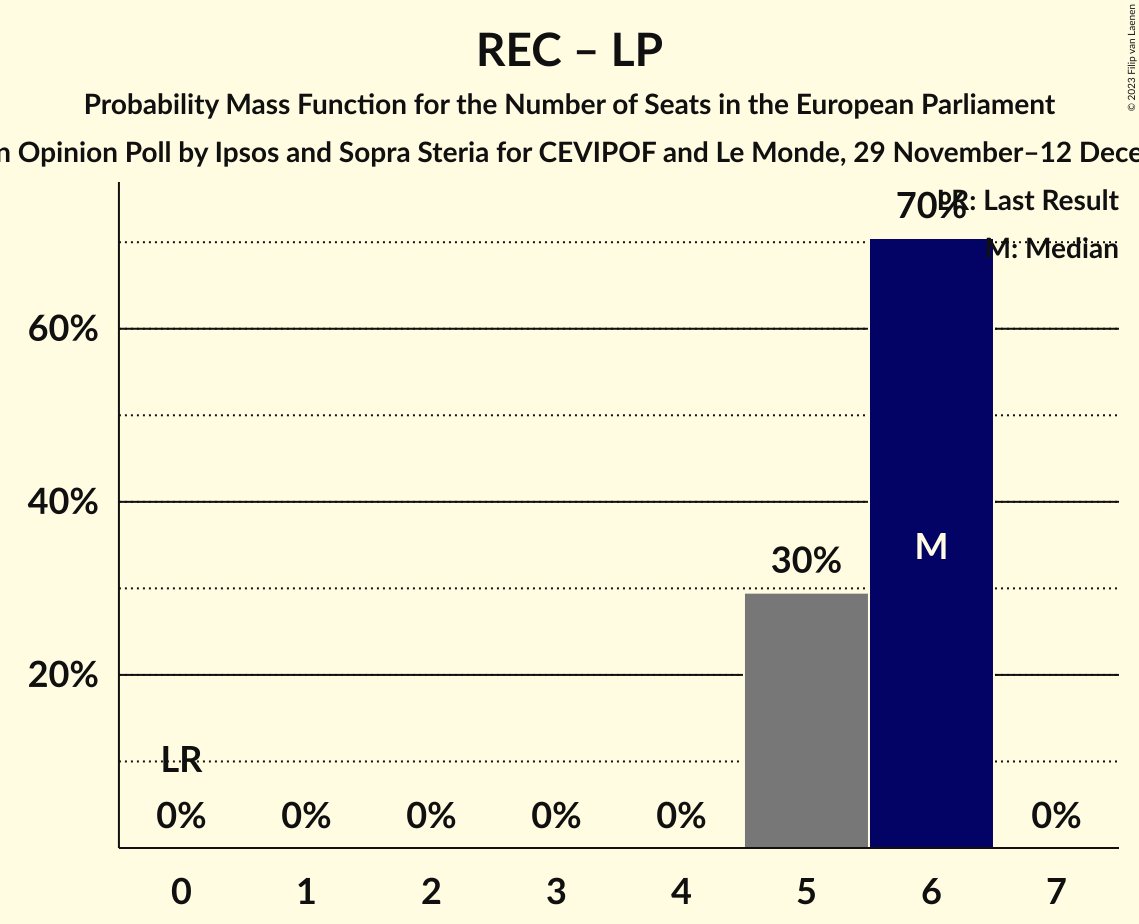 REC – LP
Probability Mass Function for the Number of Seats in the European Parliament
n Opinion Poll by Ipsos and Sopra Steria for CEVIPOF and Le Monde, 29 November–12 Dece
© 2023 Filip van Laenen
LR: Last Result
M: Median
70%
60%
40%
30%
M
20%
LR
0% 0% 0% 0% 0% 0%
0 1 2 3 4 5 6 7